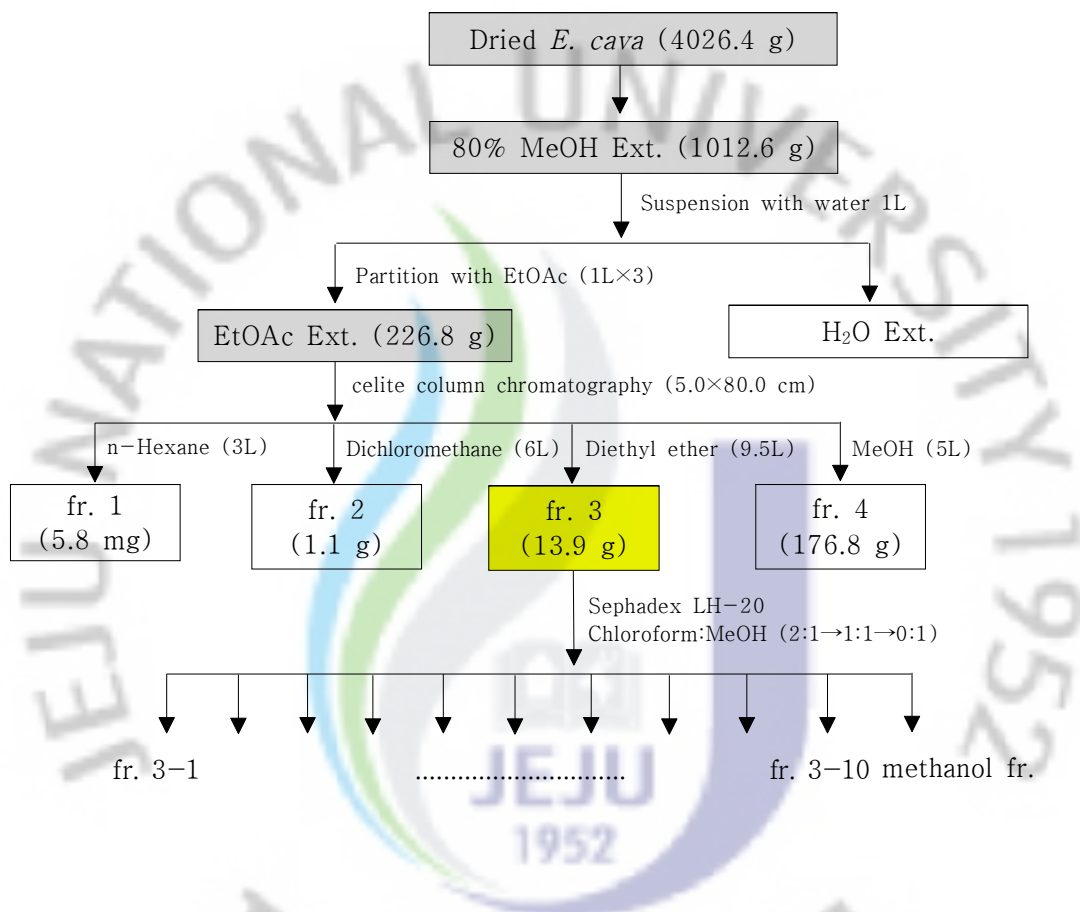 Dried E. cava (4026.4 g)
80% MeOH Ext. (1012.6 g)
Suspension with water 1L
Partition with EtOAc (1L×3)
EtOAc Ext. (226.8 g)
H₂O Ext.
celite column chromatography (5.0×80.0 cm)
n-Hexane (3L)
Dichloromethane (6L)
Diethyl ether (9.5L)
MeOH (5L)
fr. 1
(5.8 mg)
fr. 2
(1.1 g)
fr. 3
(13.9 g)
fr. 4
(176.8 g)
Sephadex LH-20
Chloroform:MeOH (2:1→1:1→0:1)
fr. 3-1
..............................
fr. 3-10
methanol fr.
JEJU NATIONAL UNIVERSITY 1952
JEJU
1952